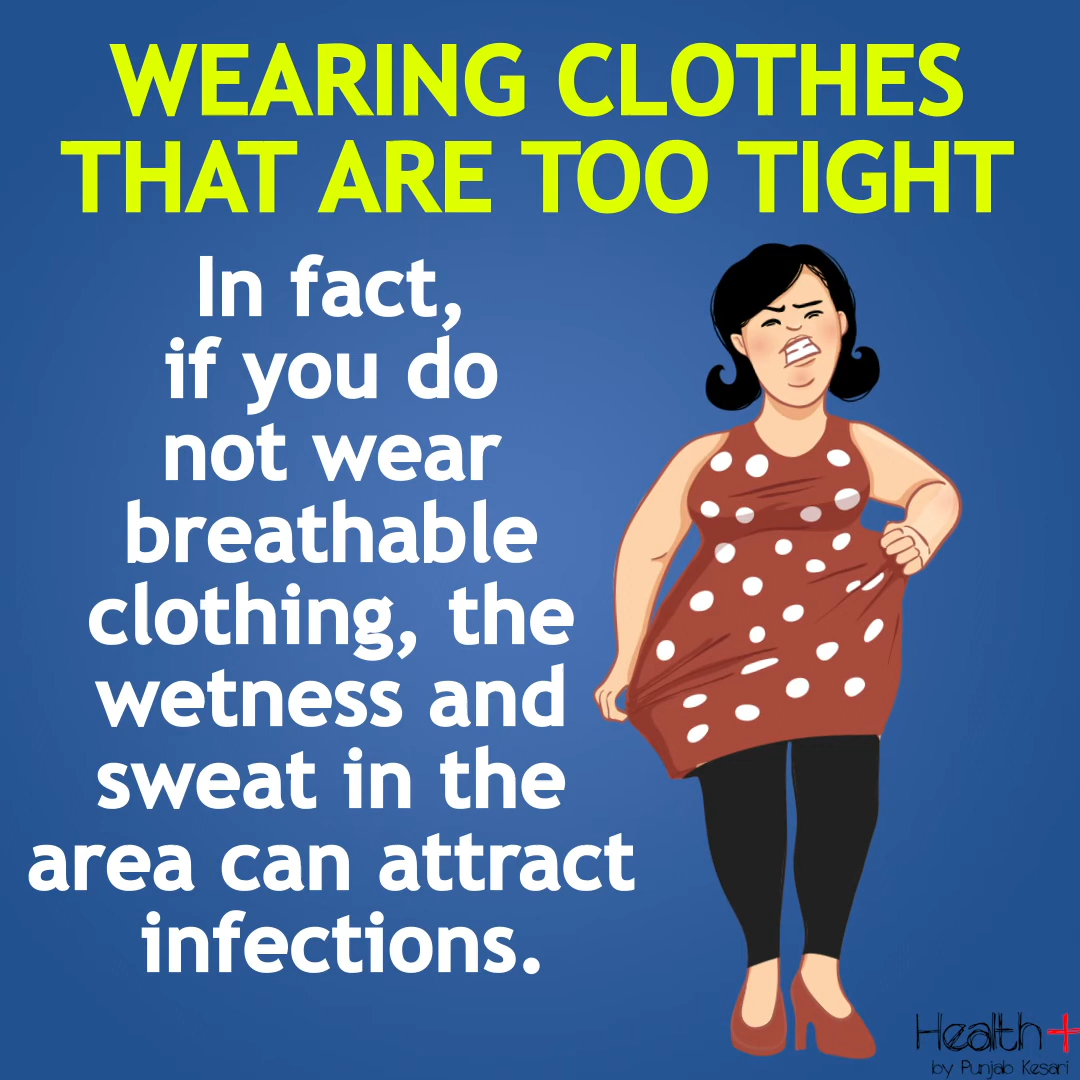 WEARING CLOTHES
THAT ARE TOO TIGHT
In fact,
if you do
not wear
breathable
clothing, the
wetness and
sweat in the
area can attract
infections.
Health+
by Punjab Kesari